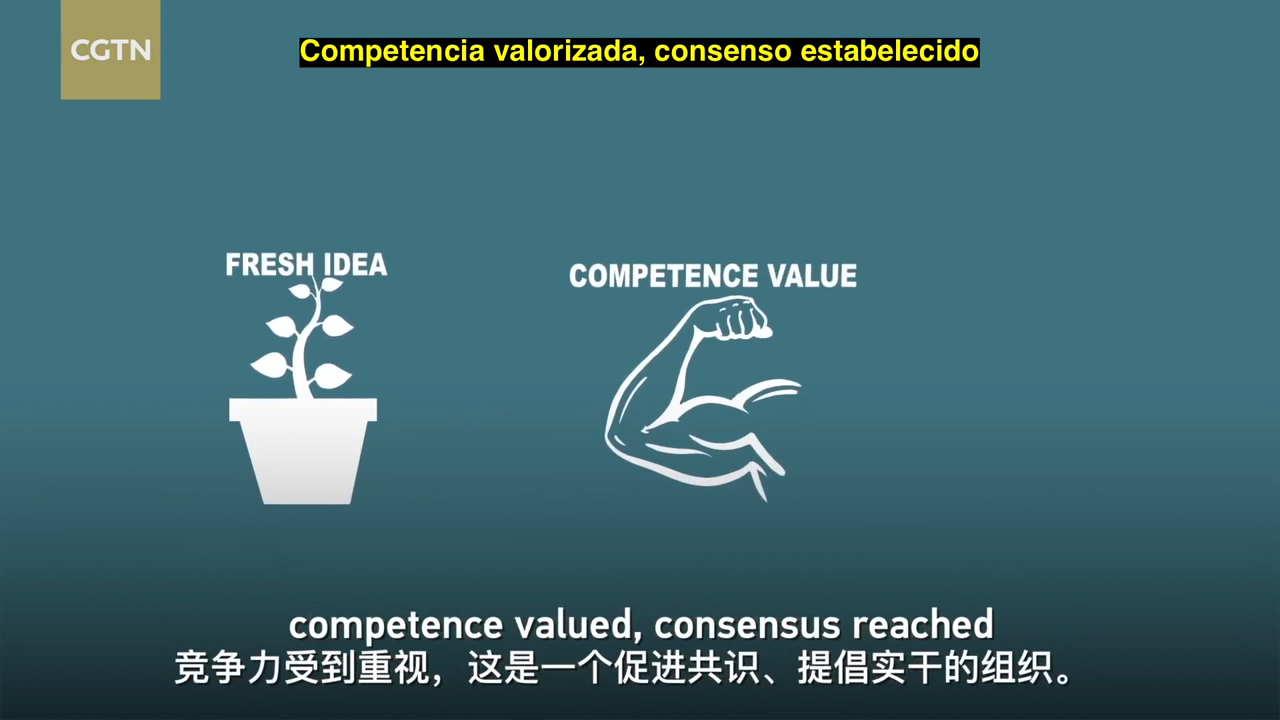 CGTN
Competencia valorizada, consenso estabelecido
FRESH IDEA
COMPETENCE VALUE
competence valued, consensus reached
竞争力受到重视，这是一个促进共识、提倡实干的组织。